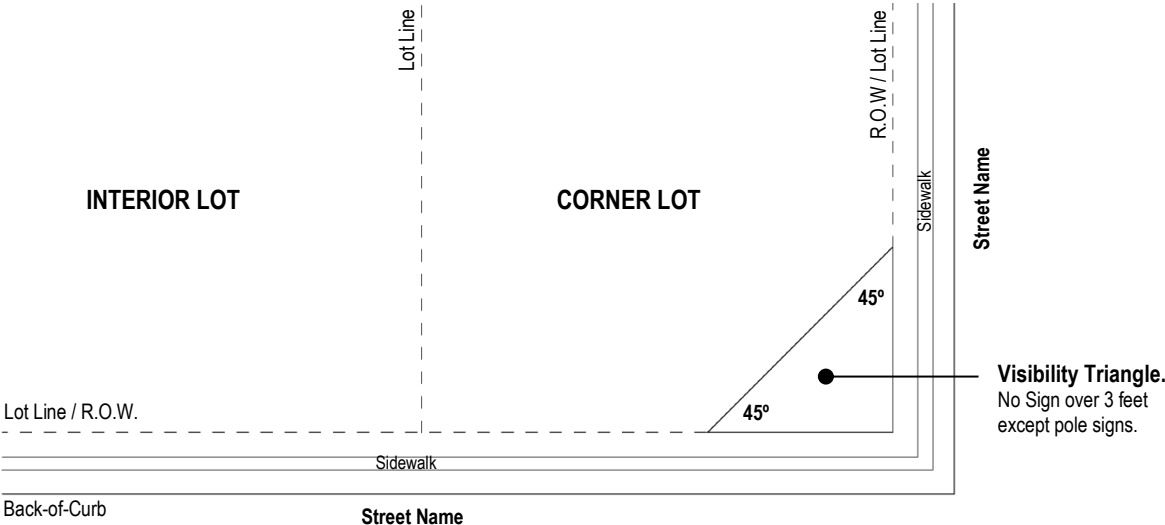 Lot Line
R.O.W / Lot Line
INTERIOR LOT
CORNER LOT
Sidewalk
Street Name
45º
Visibility Triangle.
No Sign over 3 feet
except pole signs.
45º
Lot Line / R.O.W.
Sidewalk
Back-of-Curb
Street Name